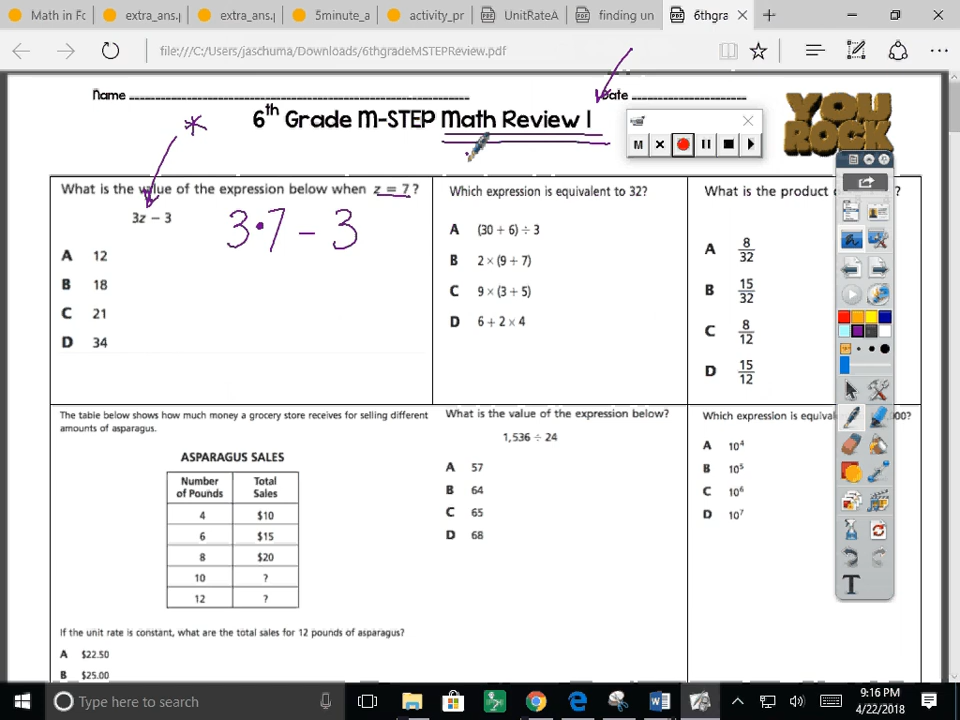 Math in Fo
extra_ans.p
extra_ans.p
5minute_a
activity_pr
UnitRateA
finding un
6thgra
file:///C:/Users/jaschuma/Downloads/6thgradeMSTEPReview.pdf
Name
Date
6th Grade M-STEP Math Review 1
YOU
ROCK
M
*
What is the value of the expression below when z = 7?
3z − 3
3·7 − 3
A 12
B 18
C 21
D 34
Which expression is equivalent to 32?
A (30 + 6) ÷ 3
B 2 × (9 + 7)
C 9 × (3 + 5)
D 6 + 2 × 4
What is the product
?
A 8/32
B 15/32
C 8/12
D 15/12
The table below shows how much money a grocery store receives for selling different
amounts of asparagus.
ASPARAGUS SALES
Number of Pounds Total Sales
4 $10
6 $15
8 $20
10 ?
12 ?
If the unit rate is constant, what are the total sales for 12 pounds of asparagus?
A $22.50
B $25.00
What is the value of the expression below?
1,536 ÷ 24
A 57
B 64
C 65
D 68
Which expression is equiva
000?
A 10⁴
B 10⁵
C 10⁶
D 10⁷
T
Type here to search
9:16 PM
4/22/2018